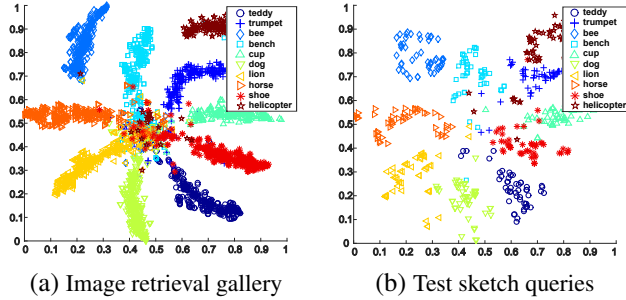 1
0.9
0.8
0.7
0.6
0.5
0.4
0.3
0.2
0.1
0
0 0.1 0.2 0.3 0.4 0.5 0.6 0.7 0.8 0.9 1
teddy
trumpet
bee
bench
cup
dog
lion
horse
shoe
helicopter
(a) Image retrieval gallery
1
0.9
0.8
0.7
0.6
0.5
0.4
0.3
0.2
0.1
0
0 0.1 0.2 0.3 0.4 0.5 0.6 0.7 0.8 0.9 1
teddy
trumpet
bee
bench
cup
dog
lion
horse
shoe
helicopter
(b) Test sketch queries